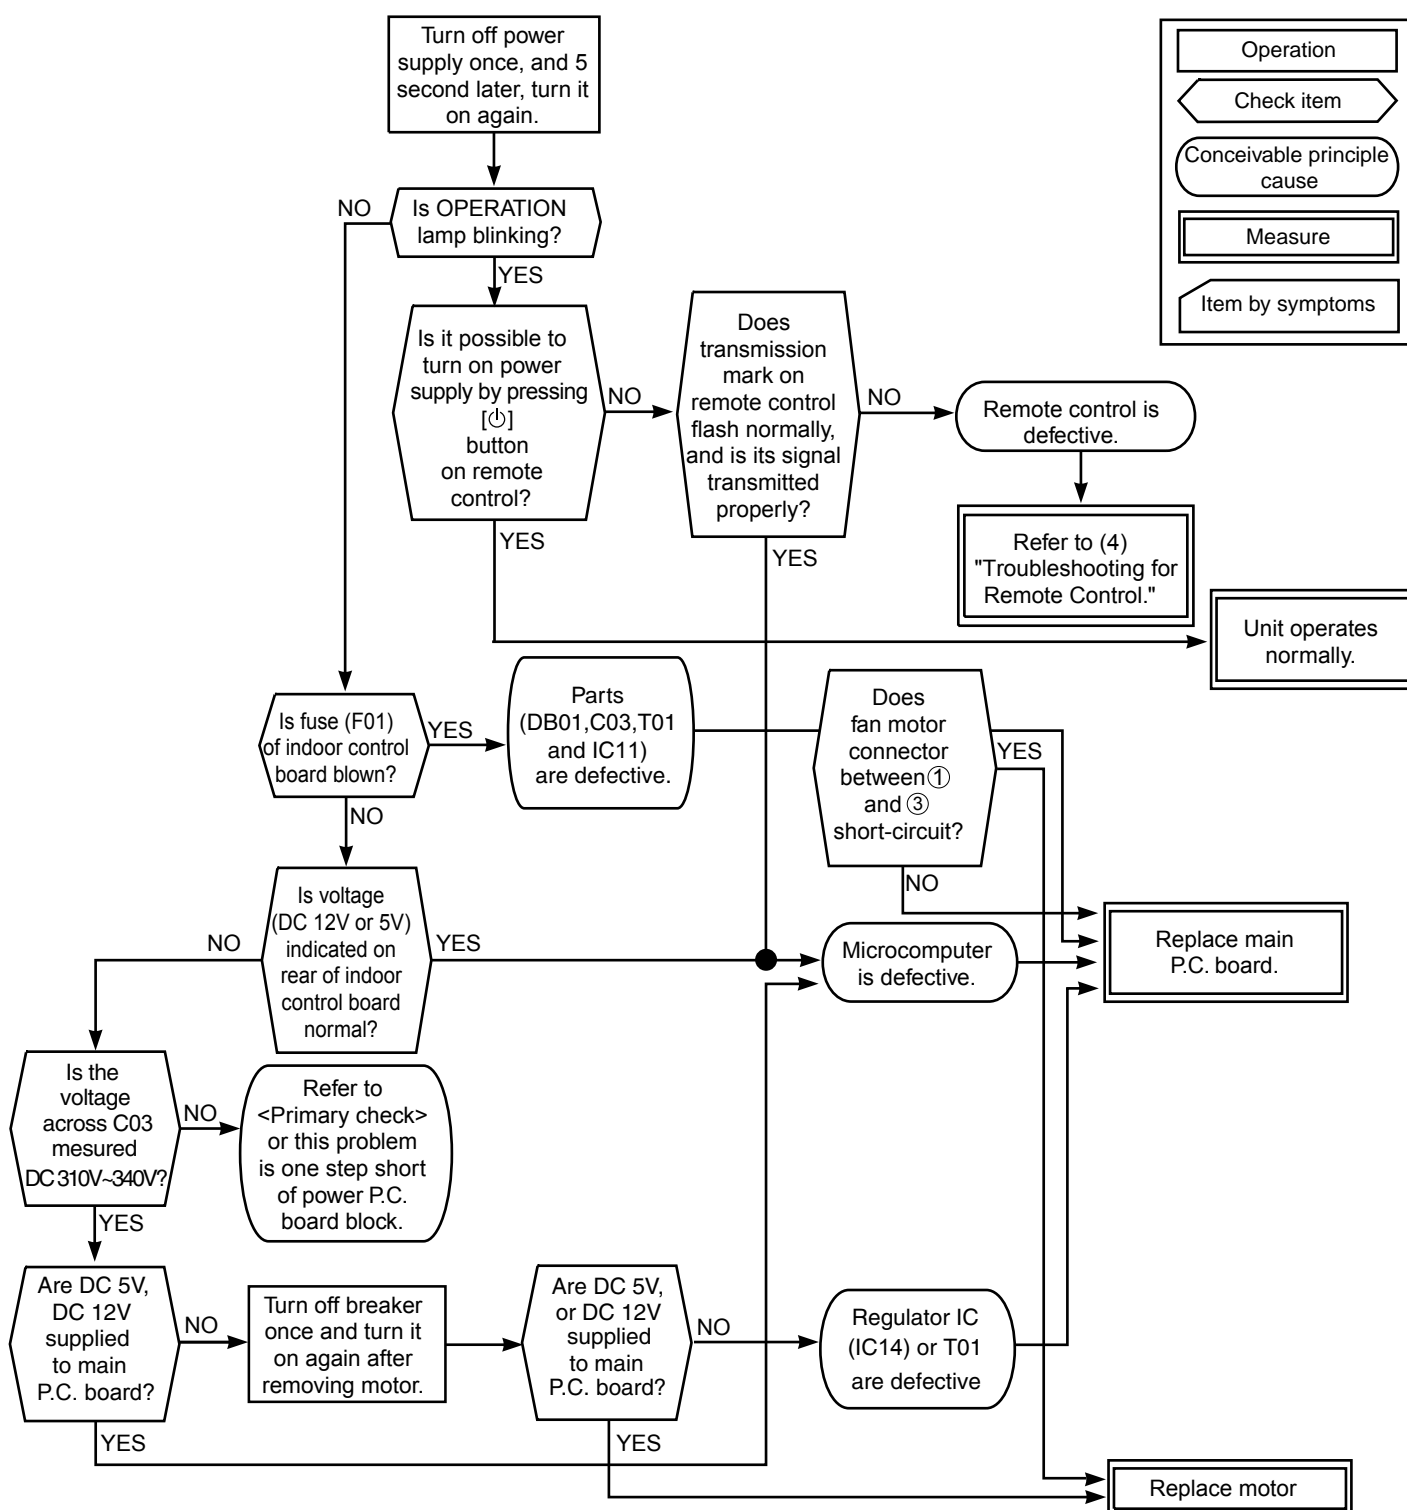 Turn off power
supply once, and 5
second later, turn it
on again.
Operation
Check item
Conceivable principle
cause
Measure
Item by symptoms
NO
Is OPERATION
lamp blinking?
YES
Is it possible to
turn on power
supply by pressing
[⏻]
button
on remote
control?
NO
YES
Does
transmission
mark on
remote control
flash normally,
and is its signal
transmitted
properly?
NO
YES
Remote control is
defective.
Refer to (4)
"Troubleshooting for
Remote Control."
Unit operates
normally.
Is fuse (F01)
of indoor control
board blown?
YES
NO
Parts
(DB01,C03,T01
and IC11)
are defective.
Does
fan motor
connector
between ①
and ③
short-circuit?
YES
NO
Is voltage
(DC 12V or 5V)
indicated on
rear of indoor
control board
normal?
NO
YES
Microcomputer
is defective.
Replace main
P.C. board.
Is the
voltage
across C03
mesured
DC 310V~340V?
NO
YES
Refer to
<Primary check>
or this problem
is one step short
of power P.C.
board block.
Are DC 5V,
DC 12V
supplied
to main
P.C. board?
NO
YES
Turn off breaker
once and turn it
on again after
removing motor.
Are DC 5V,
or DC 12V
supplied
to main
P.C. board?
NO
YES
Regulator IC
(IC14) or T01
are defective
Replace motor